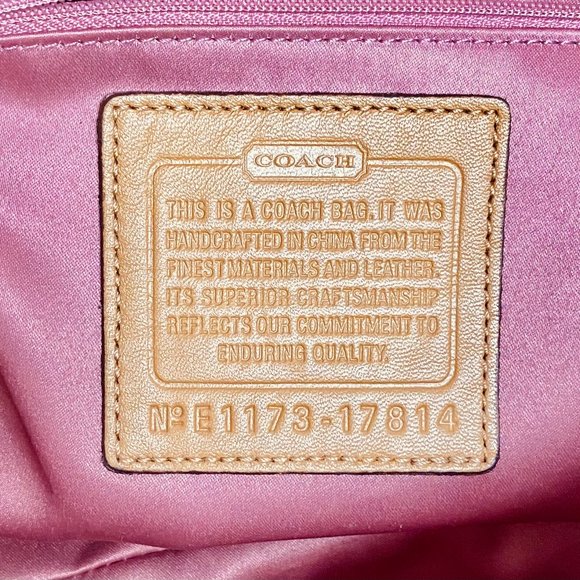 COACH
THIS IS A COACH BAG. IT WAS
HANDCRAFTED IN CHINA FROM THE
FINEST MATERIALS AND LEATHER.
ITS SUPERIOR CRAFTSMANSHIP
REFLECTS OUR COMMITMENT TO
ENDURING QUALITY.
Nº E1173-17814